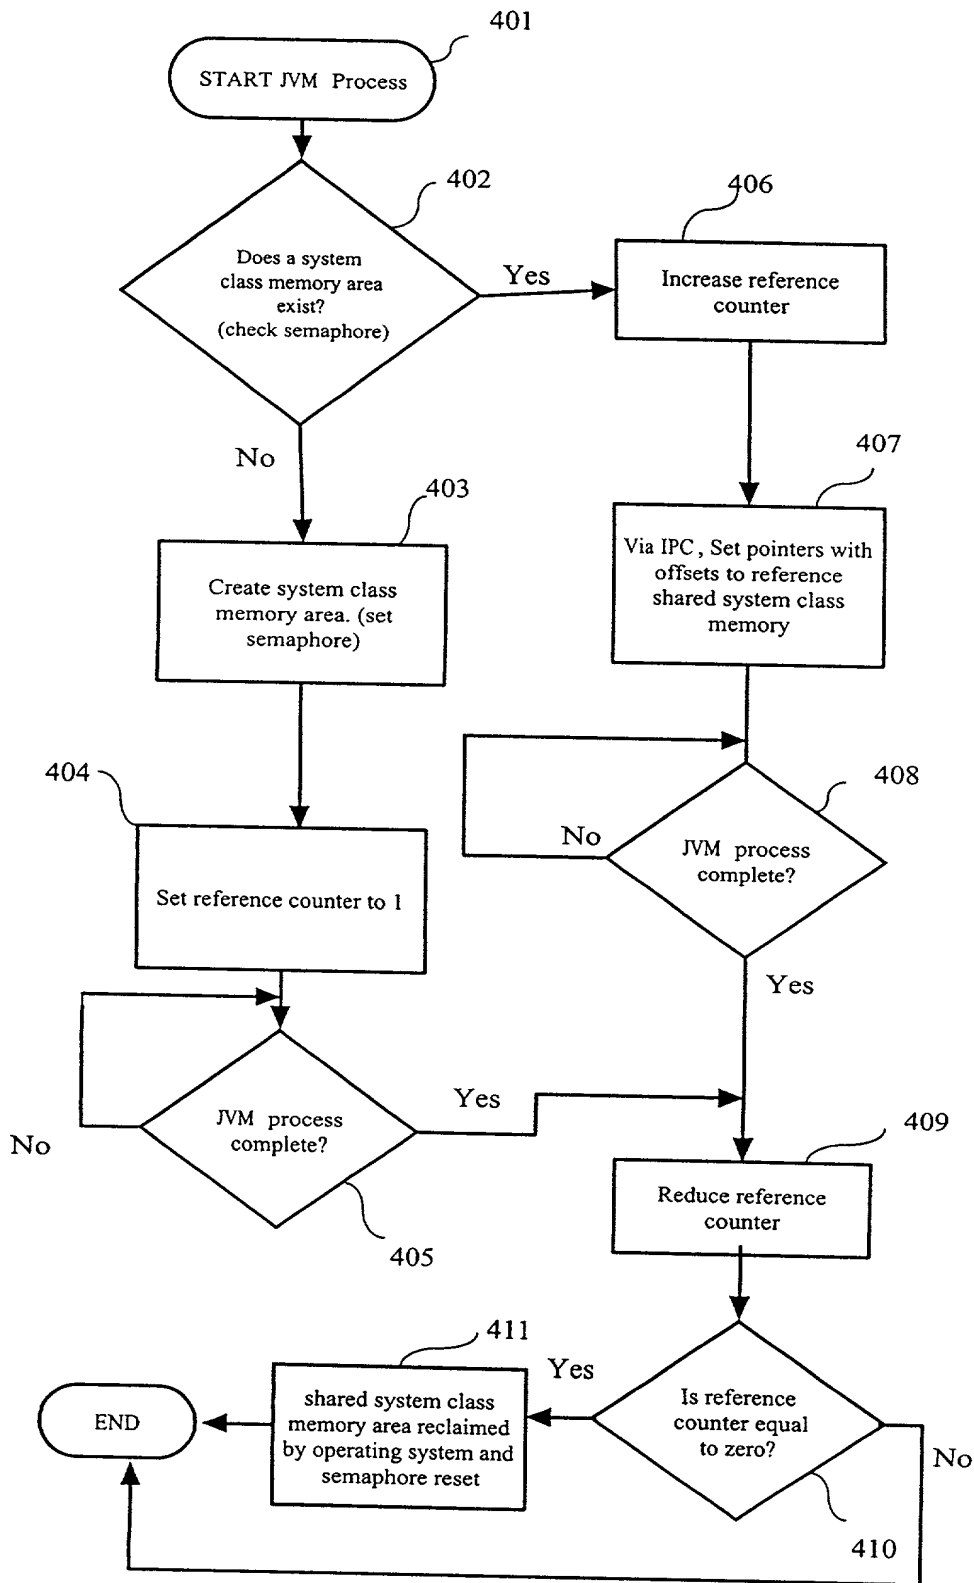 401
START JVM Process
402
Does a system
class memory area
exist?
(check semaphore)
Yes
406
Increase reference
counter
No
403
Create system class
memory area. (set
semaphore)
407
Via IPC, Set pointers with
offsets to reference
shared system class
memory
404
Set reference counter to 1
408
No
JVM process
complete?
Yes
No
JVM process
complete?
Yes
405
409
Reduce reference
counter
411
Yes
shared system class
memory area reclaimed
by operating system and
semaphore reset
END
Is reference
counter equal
to zero?
No
410